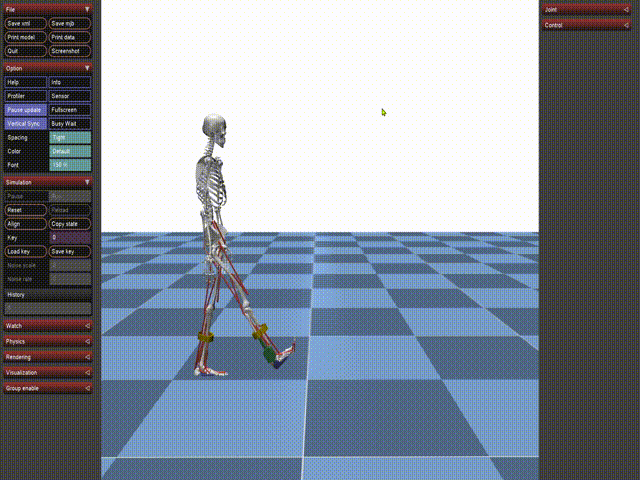 File
Save xml Save mjb
Print model Print data
Quit Screenshot
Option
Help Info
Profiler Sensor
Pause update Fullscreen
Vertical Sync Busy Wait
Spacing Tight
Color Default
Font 150 %
Simulation
Pause
Reset Reload
Align Copy state
Key 0
Load key Save key
Noise scale
Noise rate
History
Watch
Physics
Rendering
Visualization
Group enable
Joint
Control